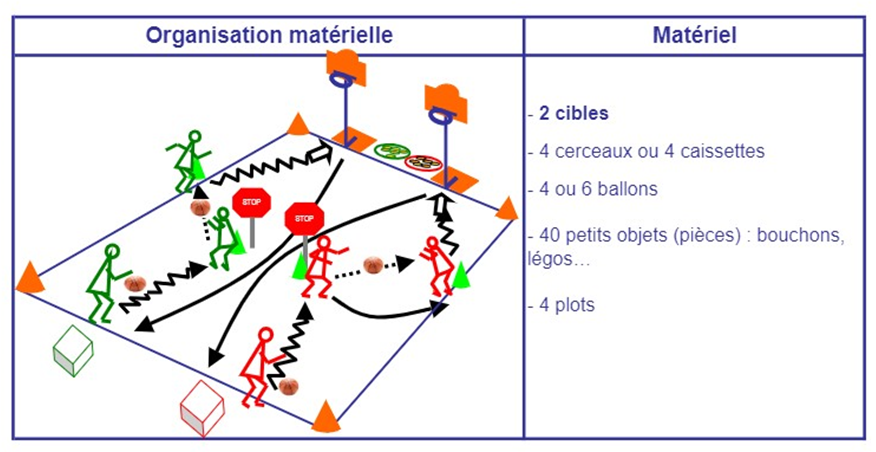 Organisation matérielle
Matériel
STOP
STOP
- 2 cibles
- 4 cerceaux ou 4 caissettes
- 4 ou 6 ballons
- 40 petits objets (pièces) : bouchons,
légos...
- 4 plots